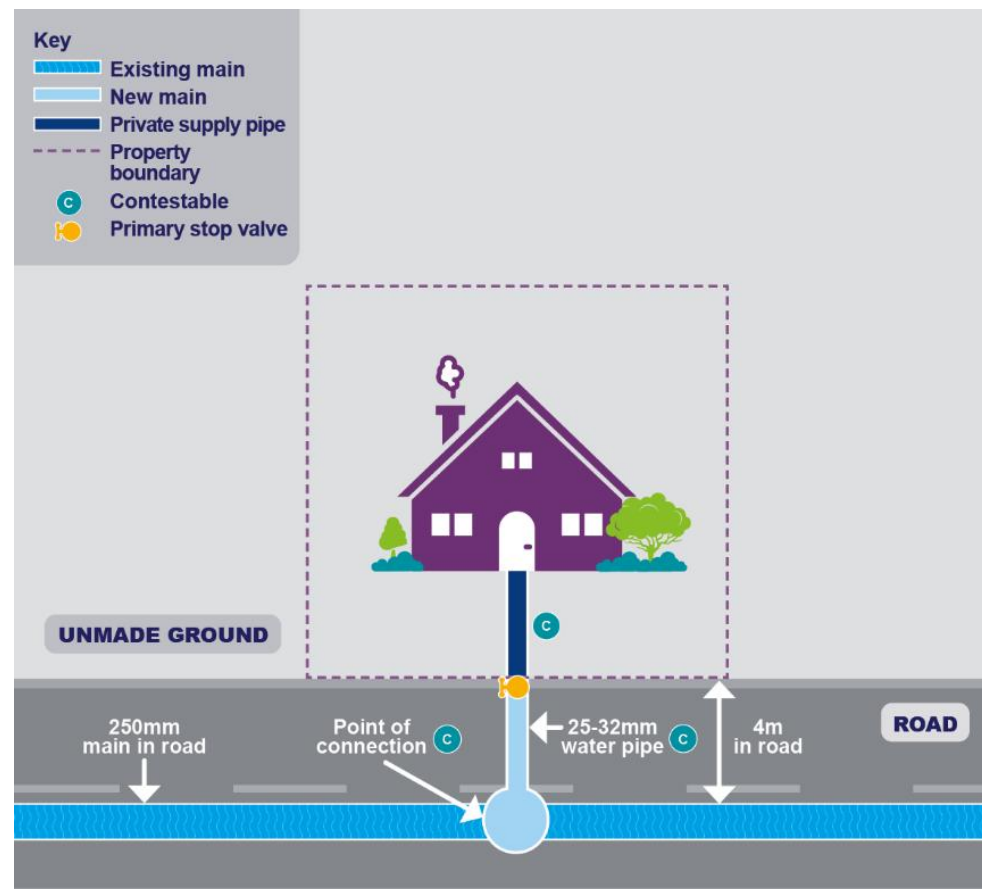 Key
Existing main
New main
Private supply pipe
Property
boundary
C Contestable
Primary stop valve
C
UNMADE GROUND
250mm
main in road
Point of
connection C
25-32mm
water pipe C
4m
in road
ROAD